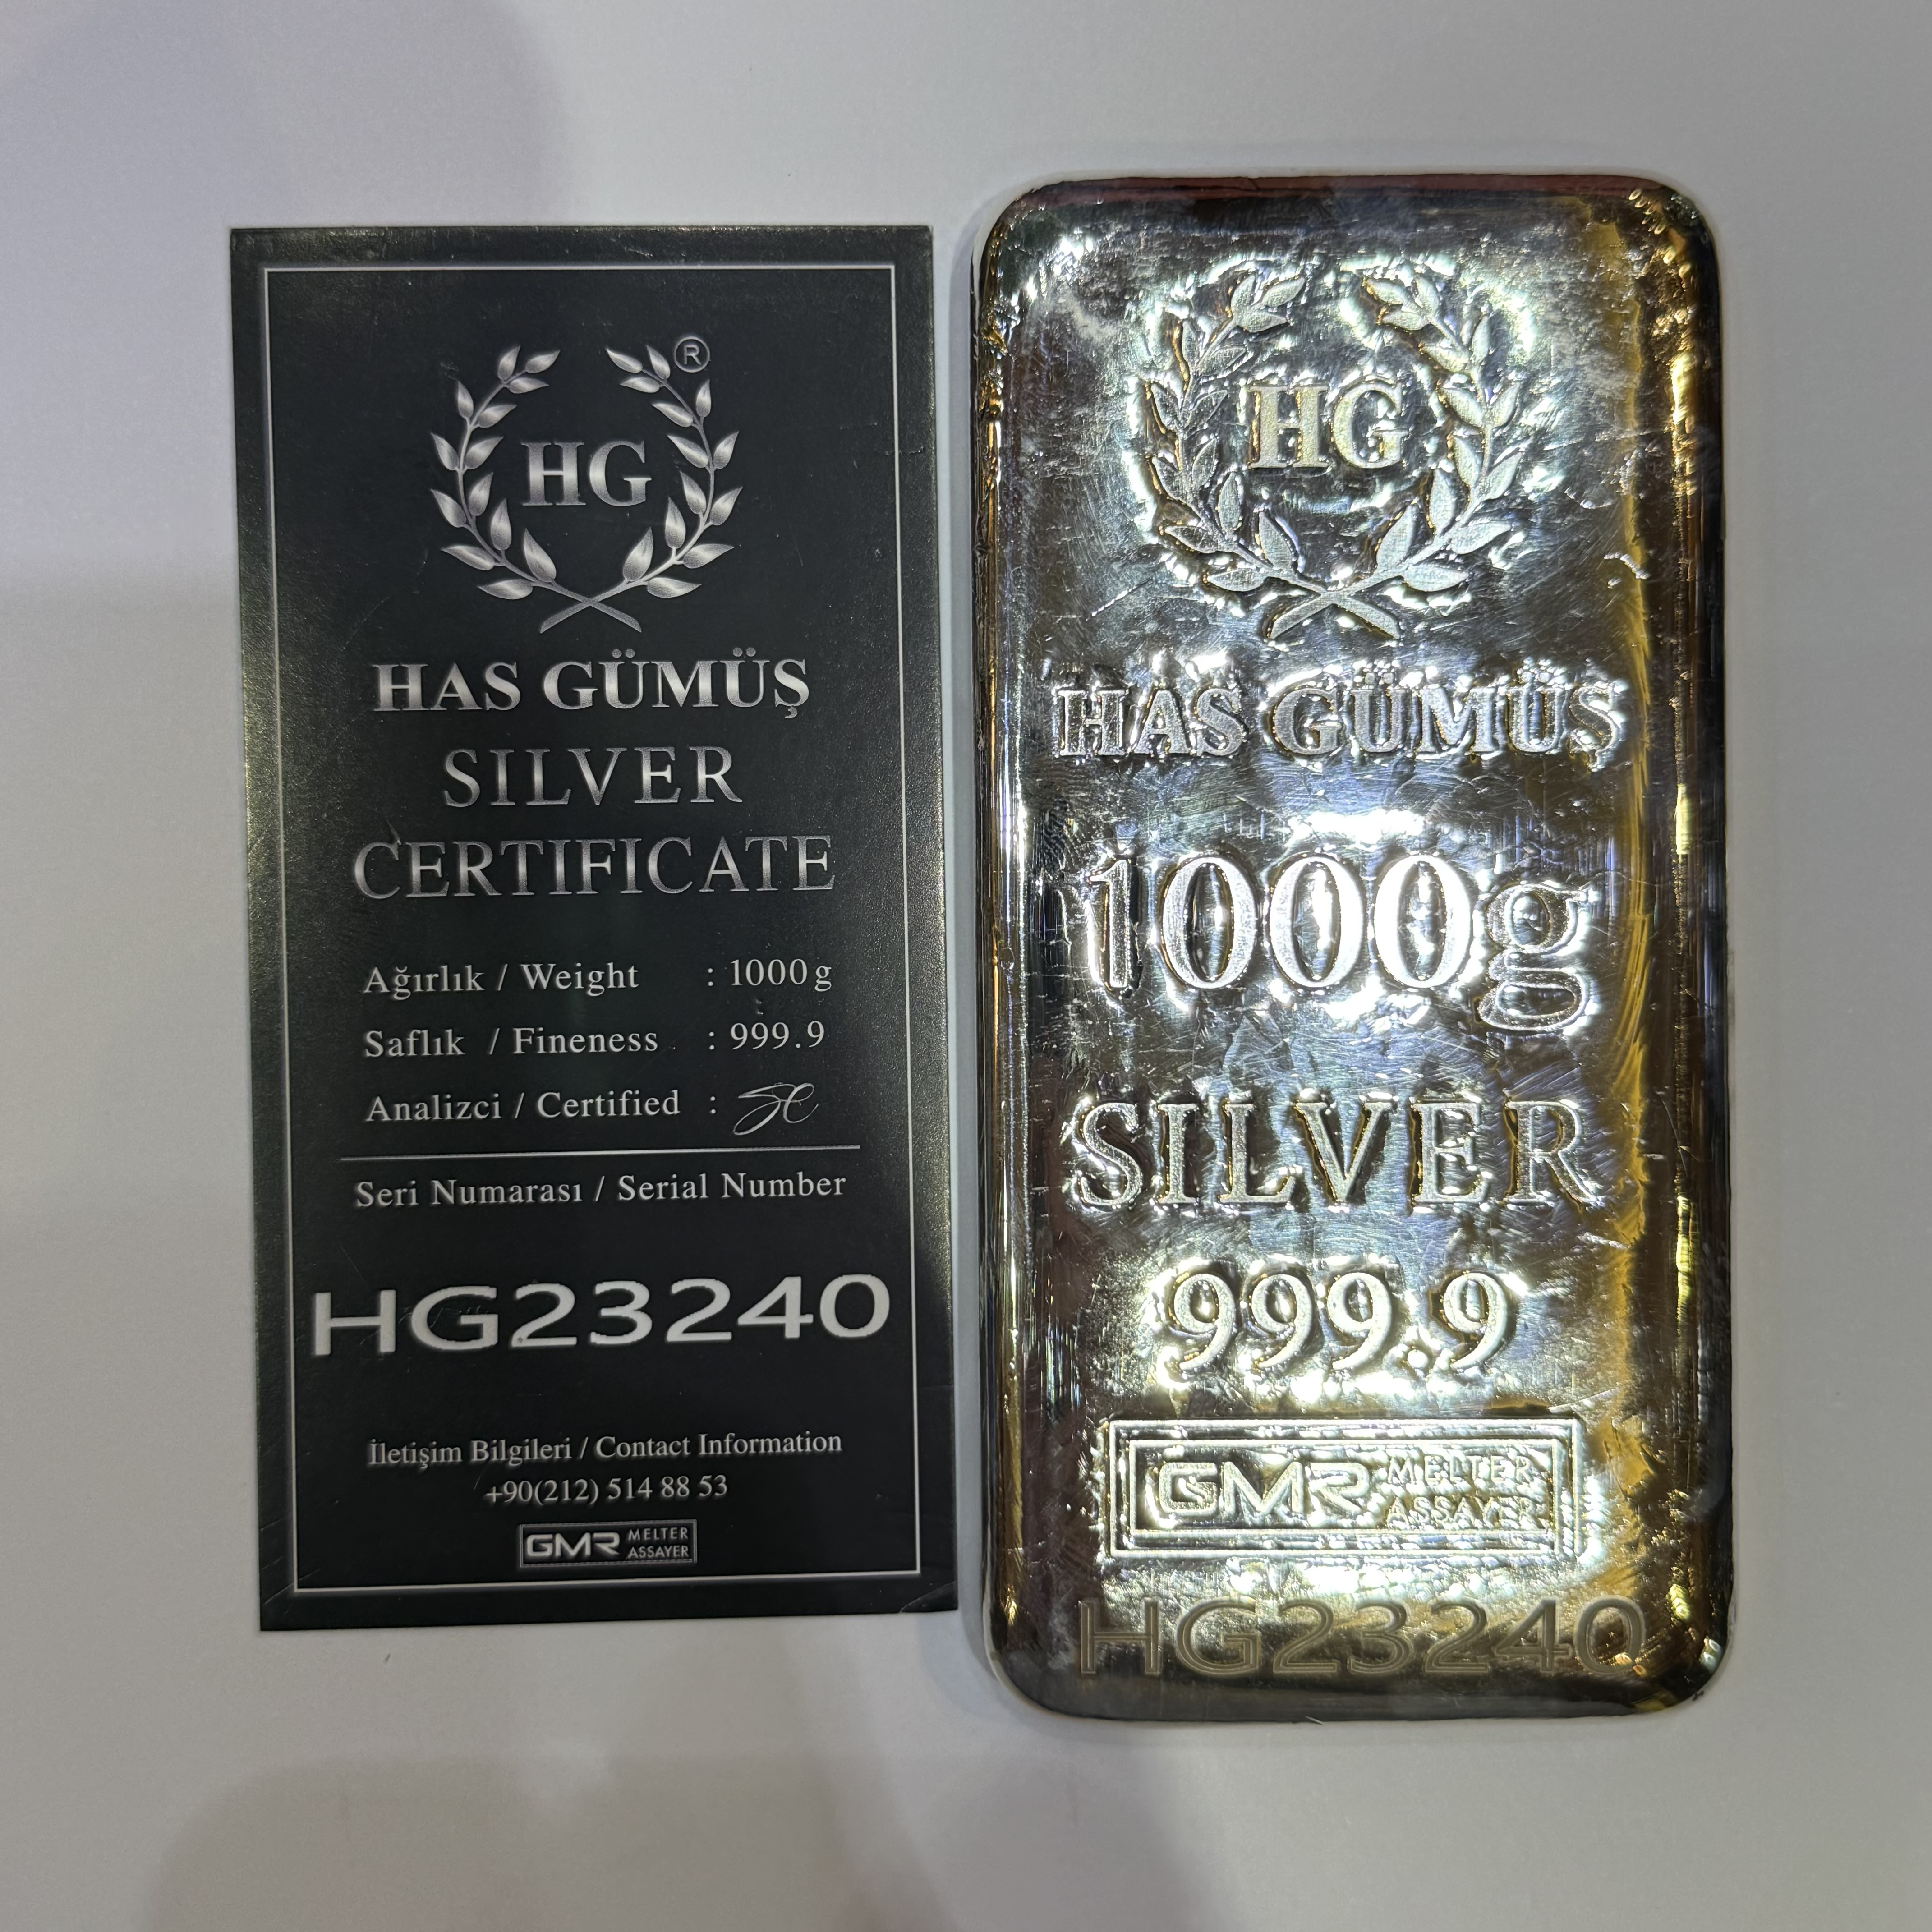 ®
HG
HAS GÜMÜŞ
SILVER
CERTIFICATE
Ağırlık / Weight : 1000g
Saflık / Fineness : 999.9
Analizci / Certified :
Seri Numarası / Serial Number
HG23240
İletişim Bilgileri / Contact Information
+90(212) 514 88 53
GMR MELTER
ASSAYER
HG
HAS GÜMÜŞ
1000g
SILVER
999.9
GMR MELTER
ASSAYER
HG23240